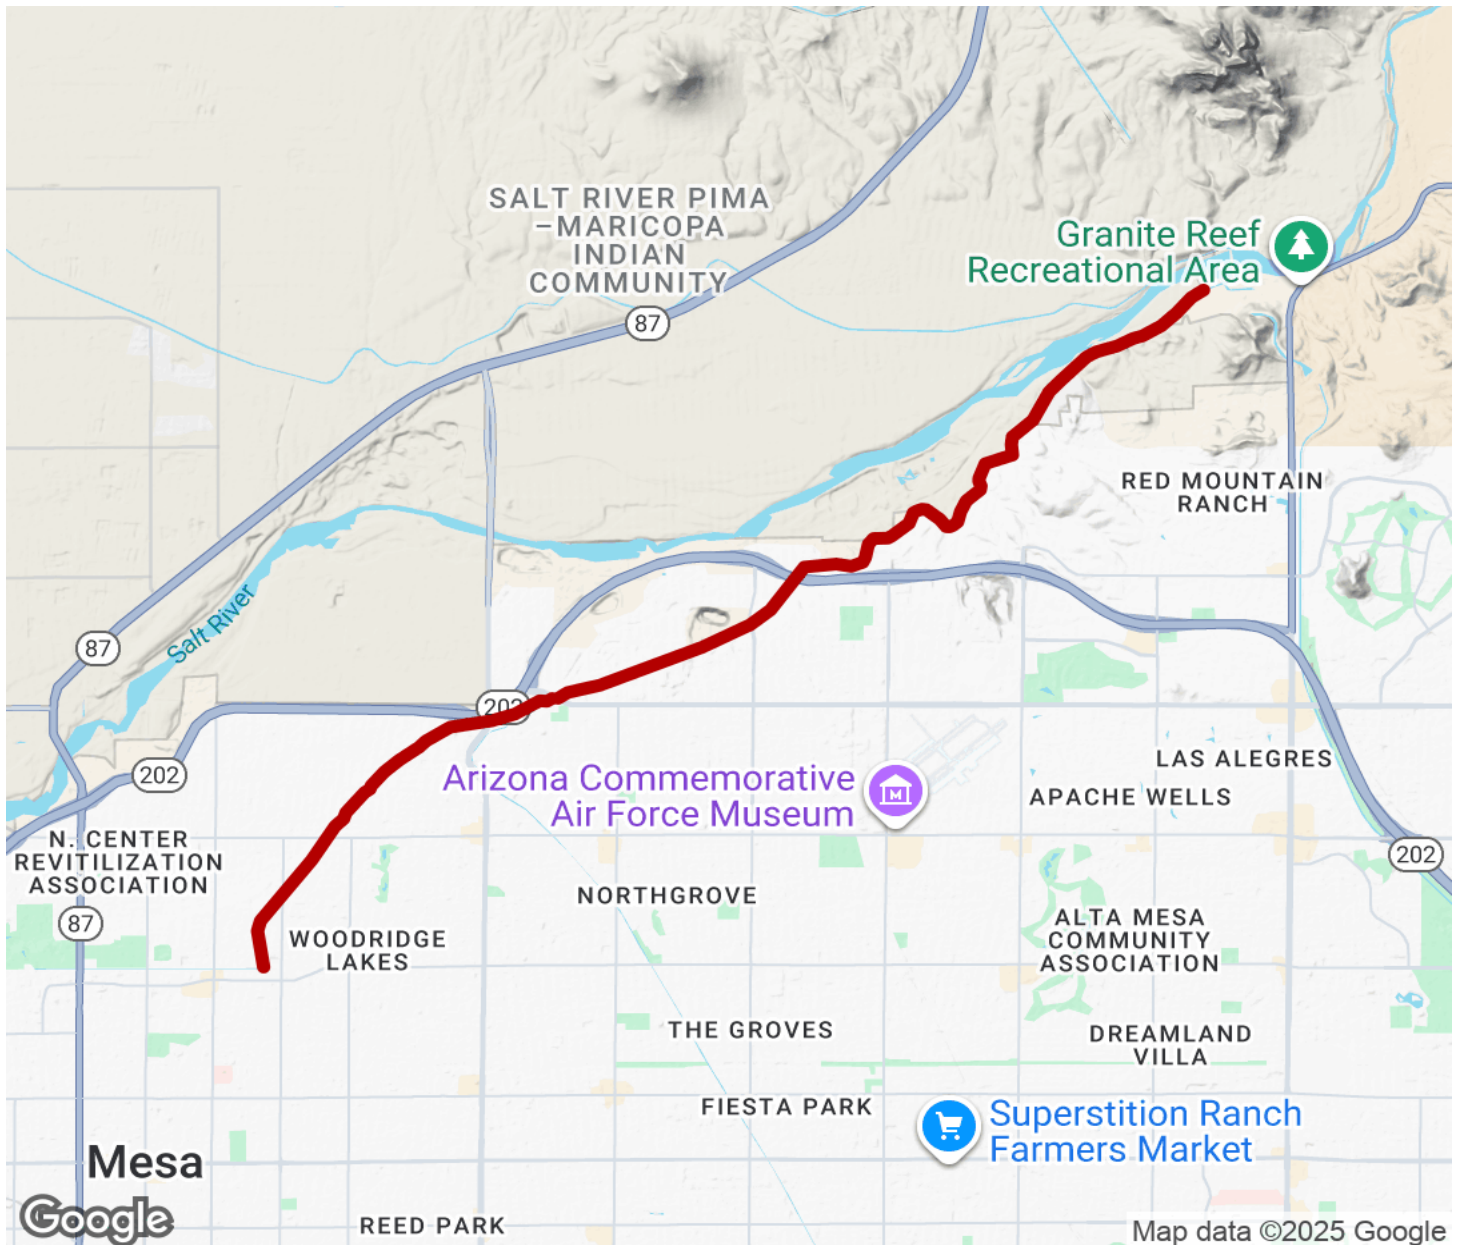 SALT RIVER PIMA
–MARICOPA
INDIAN
COMMUNITY
Granite Reef
Recreational Area
87
RED MOUNTAIN
RANCH
Salt River
87
202
LAS ALEGRES
202
Arizona Commemorative
Air Force Museum
APACHE WELLS
N. CENTER
REVITILIZATION
ASSOCIATION
202
NORTHGROVE
87
WOODRIDGE
LAKES
ALTA MESA
COMMUNITY
ASSOCIATION
THE GROVES
DREAMLAND
VILLA
FIESTA PARK
Superstition Ranch
Farmers Market
Mesa
Google
REED PARK
Map data ©2025 Google